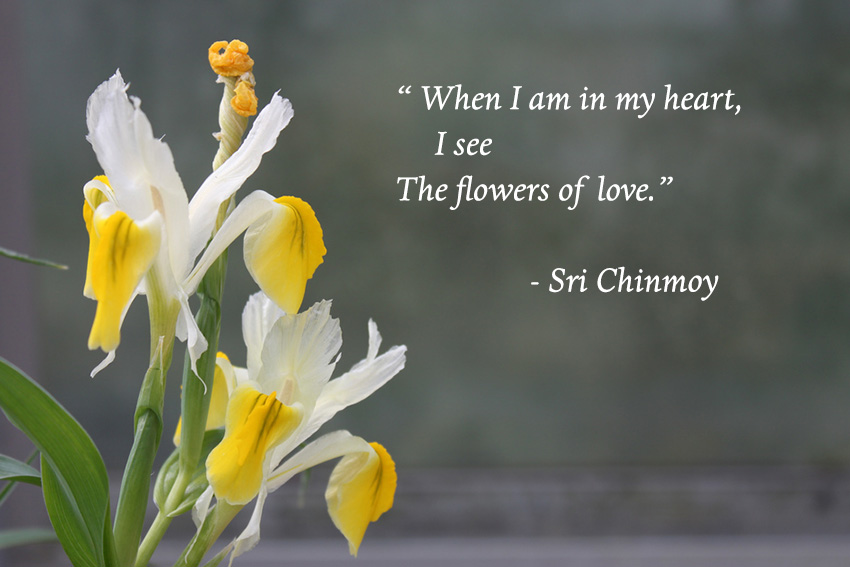 “ When I am in my heart,
I see
The flowers of love.”
- Sri Chinmoy